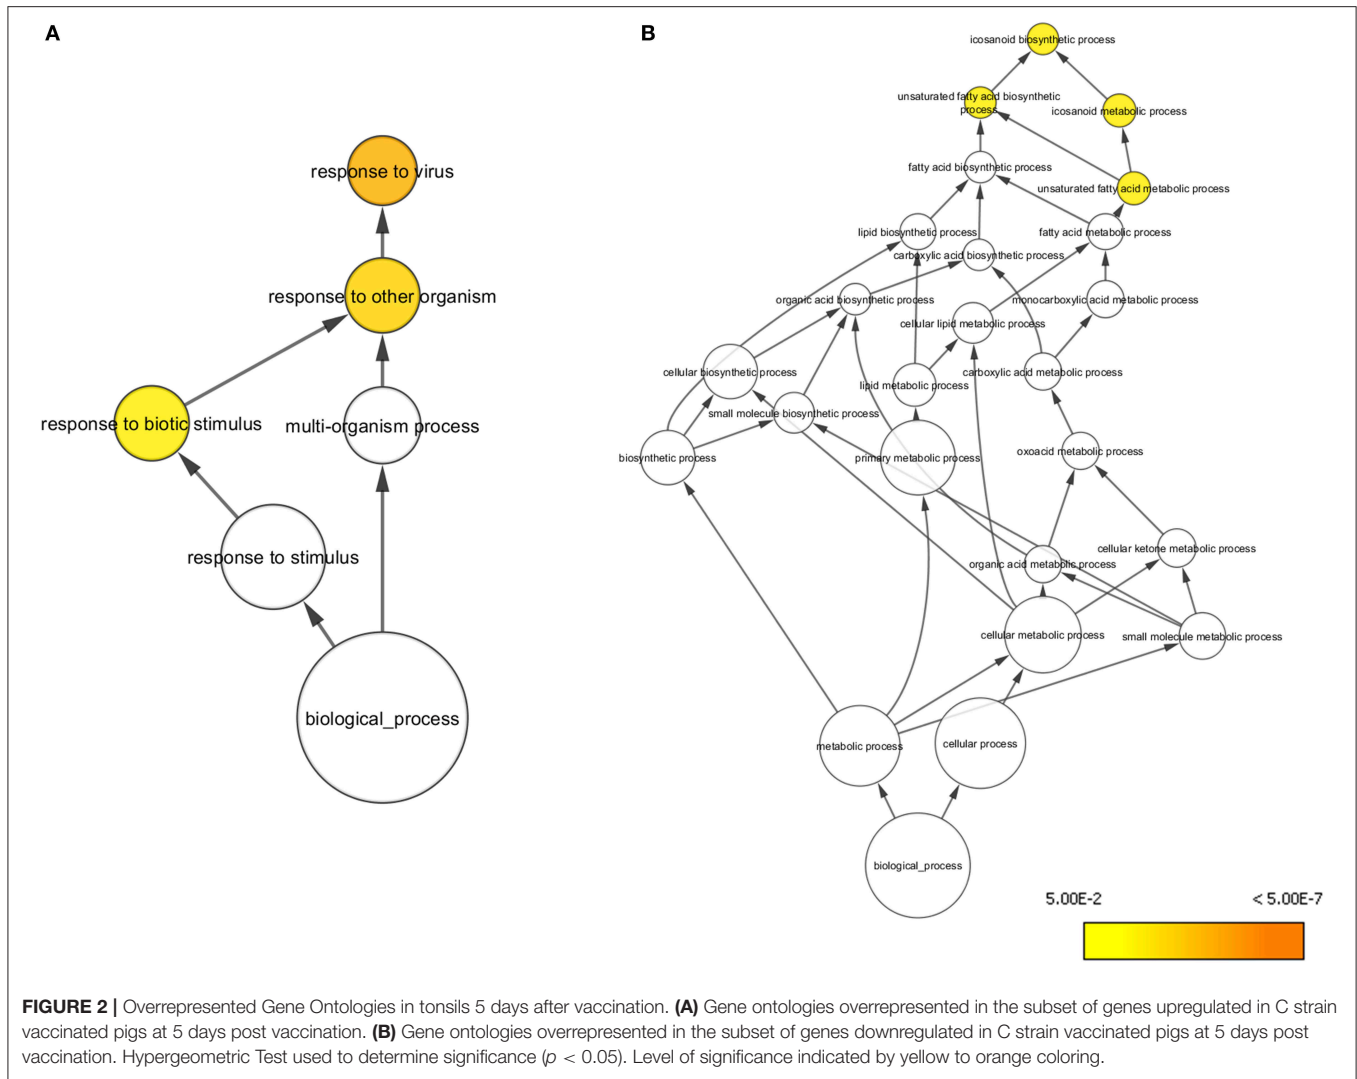 A
B
response to virus
response to other organism
response to biotic stimulus
multi-organism process
response to stimulus
biological_process
icosanoid biosynthetic process
unsaturated fatty acid biosynthetic
process
icosanoid metabolic process
fatty acid biosynthetic process
unsaturated fatty acid metabolic process
lipid biosynthetic process
fatty acid metabolic process
carboxylic acid biosynthetic process
organic acid biosynthetic process
monocarboxylic acid metabolic process
cellular lipid metabolic process
cellular biosynthetic process
lipid metabolic process
carboxylic acid metabolic process
small molecule biosynthetic process
biosynthetic process
primary metabolic process
oxoacid metabolic process
cellular ketone metabolic process
organic acid metabolic process
cellular metabolic process
small molecule metabolic process
metabolic process
cellular process
biological_process
5.00E-2
< 5.00E-7
FIGURE 2 | Overrepresented Gene Ontologies in tonsils 5 days after vaccination. (A) Gene ontologies overrepresented in the subset of genes upregulated in C strain
vaccinated pigs at 5 days post vaccination. (B) Gene ontologies overrepresented in the subset of genes downregulated in C strain vaccinated pigs at 5 days post
vaccination. Hypergeometric Test used to determine significance (p < 0.05). Level of significance indicated by yellow to orange coloring.